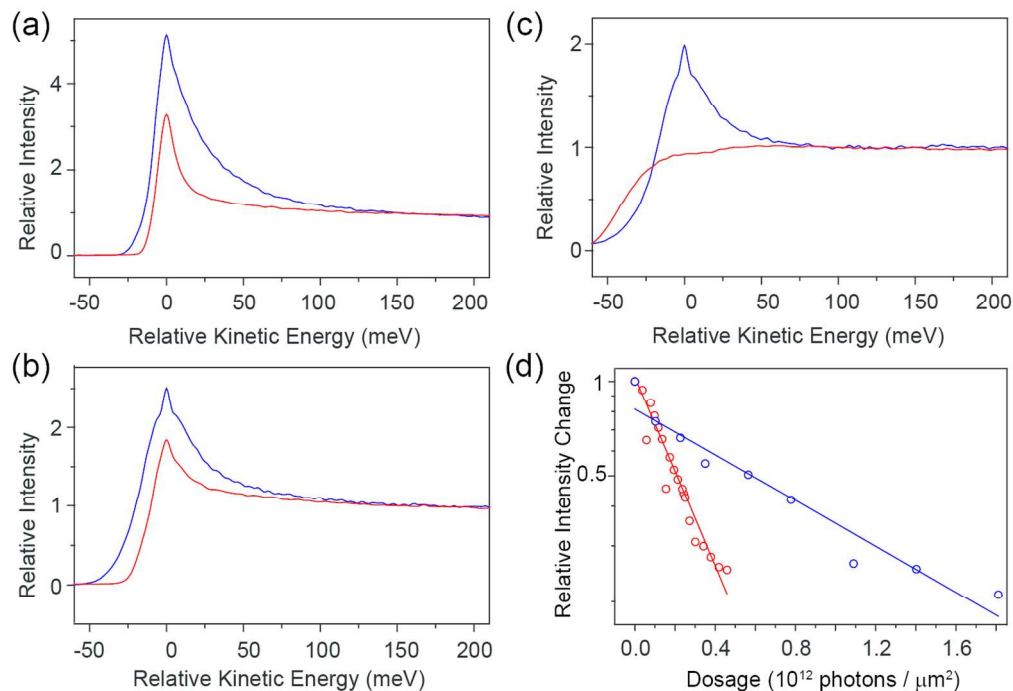 (a)
Relative Intensity
4
2
0
-50 0 50 100 150 200
Relative Kinetic Energy (meV)
(b)
Relative Intensity
2
1
0
-50 0 50 100 150 200
Relative Kinetic Energy (meV)
(c)
Relative Intensity
2
1
0
-50 0 50 100 150 200
Relative Kinetic Energy (meV)
(d)
Relative Intensity Change
1
0.5
0.0 0.4 0.8 1.2 1.6
Dosage (10¹² photons / μm²)